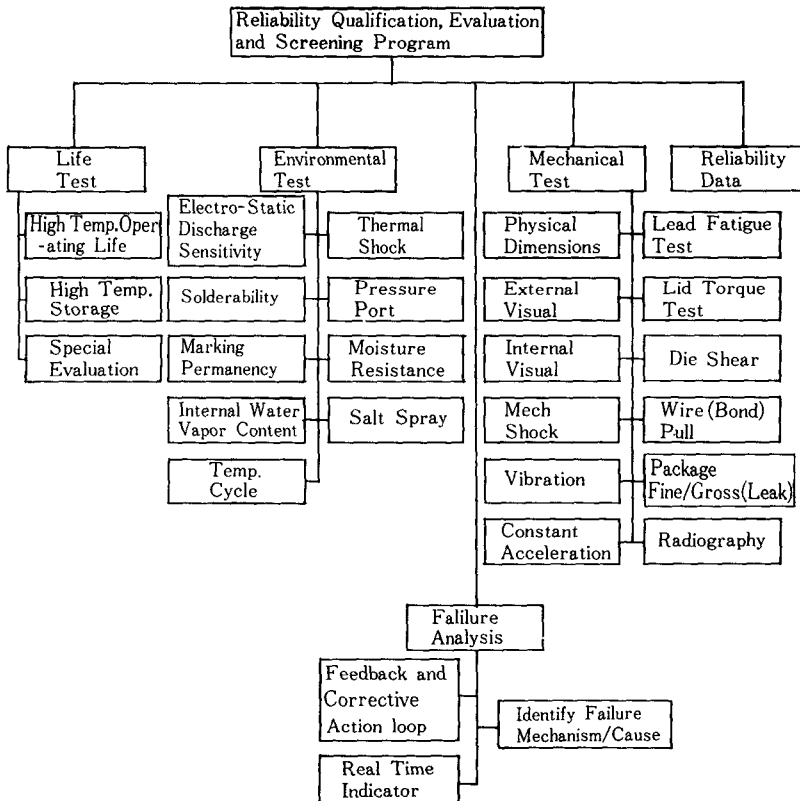 Reliability Qualification, Evaluation
and Screening Program
Life
Test
Environmental
Test
Mechanical
Test
Reliability
Data
High Temp.Oper
-ating Life
High Temp.
Storage
Special
Evaluation
Electro-Static
Discharge
Sensitivity
Solderability
Marking
Permanency
Internal Water
Vapor Content
Temp.
Cycle
Thermal
Shock
Pressure
Port
Moisture
Resistance
Salt Spray
Physical
Dimensions
External
Visual
Internal
Visual
Mech
Shock
Vibration
Constant
Acceleration
Lead Fatigue
Test
Lid Torque
Test
Die Shear
Wire(Bond)
Pull
Package
Fine/Gross(Leak)
Radiography
Falilure
Analysis
Feedback and
Corrective
Action loop
Identify Failure
Mechanism/Cause
Real Time
Indicator